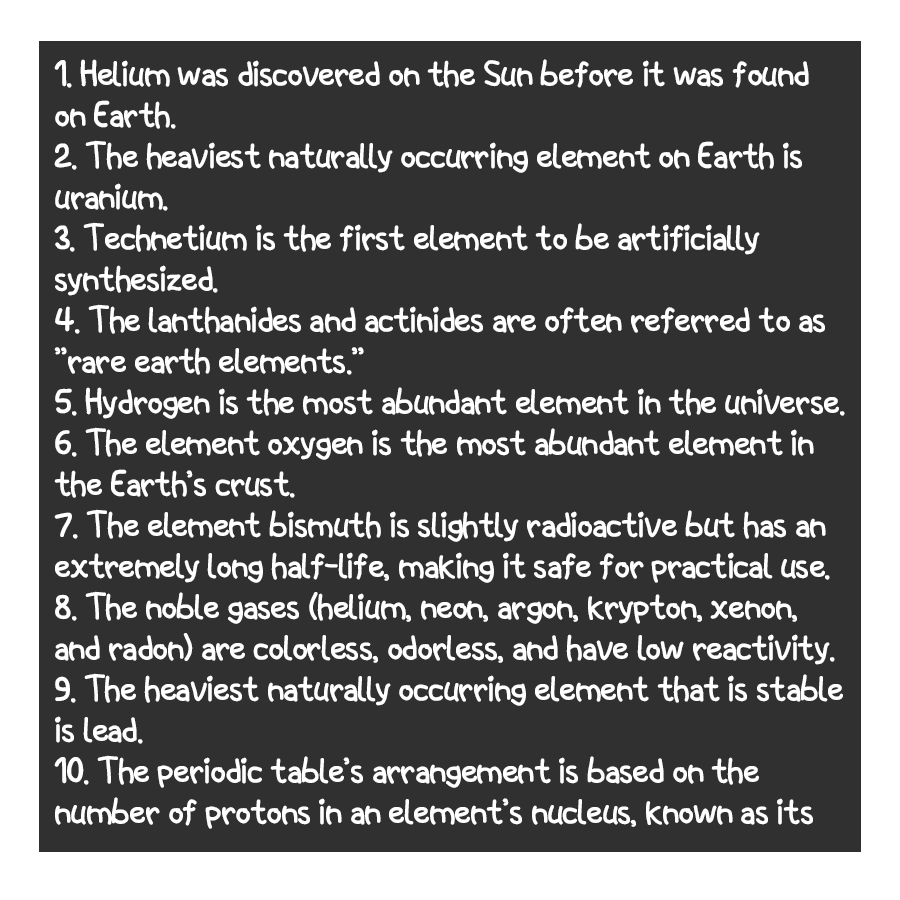 1. Helium was discovered on the Sun before it was found
on Earth.
2. The heaviest naturally occurring element on Earth is
uranium.
3. Technetium is the first element to be artificially
synthesized.
4. The lanthanides and actinides are often referred to as
"rare earth elements."
5. Hydrogen is the most abundant element in the universe.
6. The element oxygen is the most abundant element in
the Earth's crust.
7. The element bismuth is slightly radioactive but has an
extremely long half-life, making it safe for practical use.
8. The noble gases (helium, neon, argon, krypton, xenon,
and radon) are colorless, odorless, and have low reactivity.
9. The heaviest naturally occurring element that is stable
is lead.
10. The periodic table's arrangement is based on the
number of protons in an element's nucleus, known as its